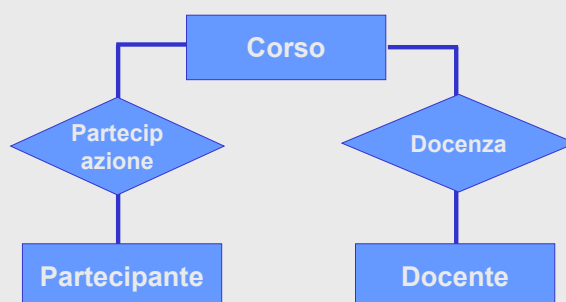 Corso
Partecip
azione
Docenza
Partecipante
Docente